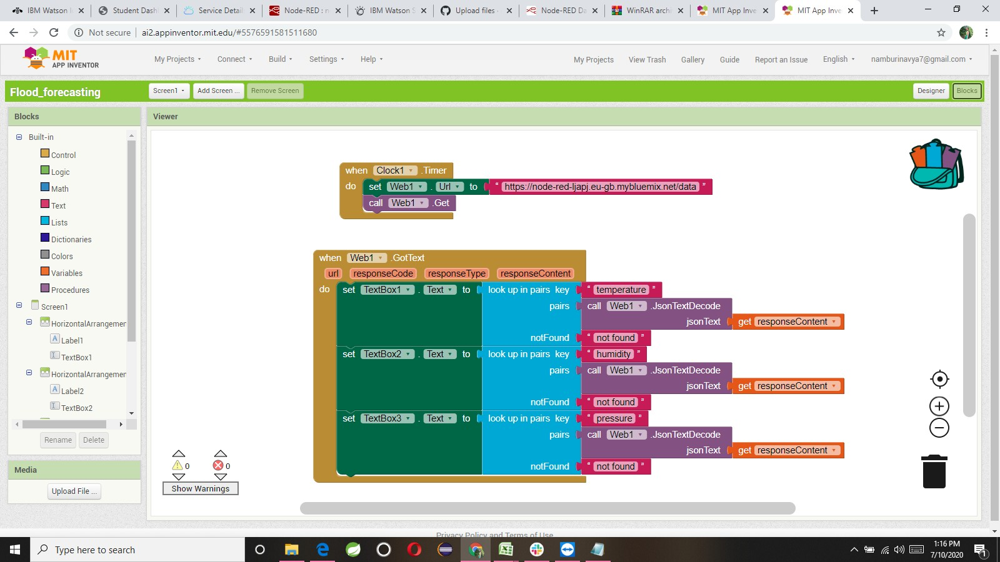 IBM Watson I
Student Dash
Service Detail
Node-RED : n
IBM Watson S
Upload files
Node-RED Da
WinRAR archi
MIT App Inve
MIT App Inve
Not secure
ai2.appinventor.mit.edu/#5576591581511680
MIT
APP INVENTOR
My Projects
Connect
Build
Settings
Help
My Projects
View Trash
Gallery
Guide
Report an Issue
English
namburinavya7@gmail.com
Flood_forecasting
Screen1
Add Screen ...
Remove Screen
Designer
Blocks
Blocks
Built-in
Control
Logic
Math
Text
Lists
Dictionaries
Colors
Variables
Procedures
Screen1
HorizontalArrangemen
Label1
TextBox1
HorizontalArrangemen
Label2
TextBox2
Rename
Delete
Media
Upload File ...
Viewer
when Clock1 .Timer
do set Web1 . Url to “ https://node-red-ljapj.eu-gb.mybluemix.net/data ”
call Web1 .Get
when Web1 .GotText
url responseCode responseType responseContent
do set TextBox1 . Text to look up in pairs key “ temperature ”
pairs call Web1 .JsonTextDecode
jsonText get responseContent
notFound “ not found ”
set TextBox2 . Text to look up in pairs key “ humidity ”
pairs call Web1 .JsonTextDecode
jsonText get responseContent
notFound “ not found ”
set TextBox3 . Text to look up in pairs key “ pressure ”
pairs call Web1 .JsonTextDecode
jsonText get responseContent
notFound “ not found ”
0
0
Show Warnings
Privacy Policy and Terms of Use
Type here to search
1:16 PM
7/10/2020
1